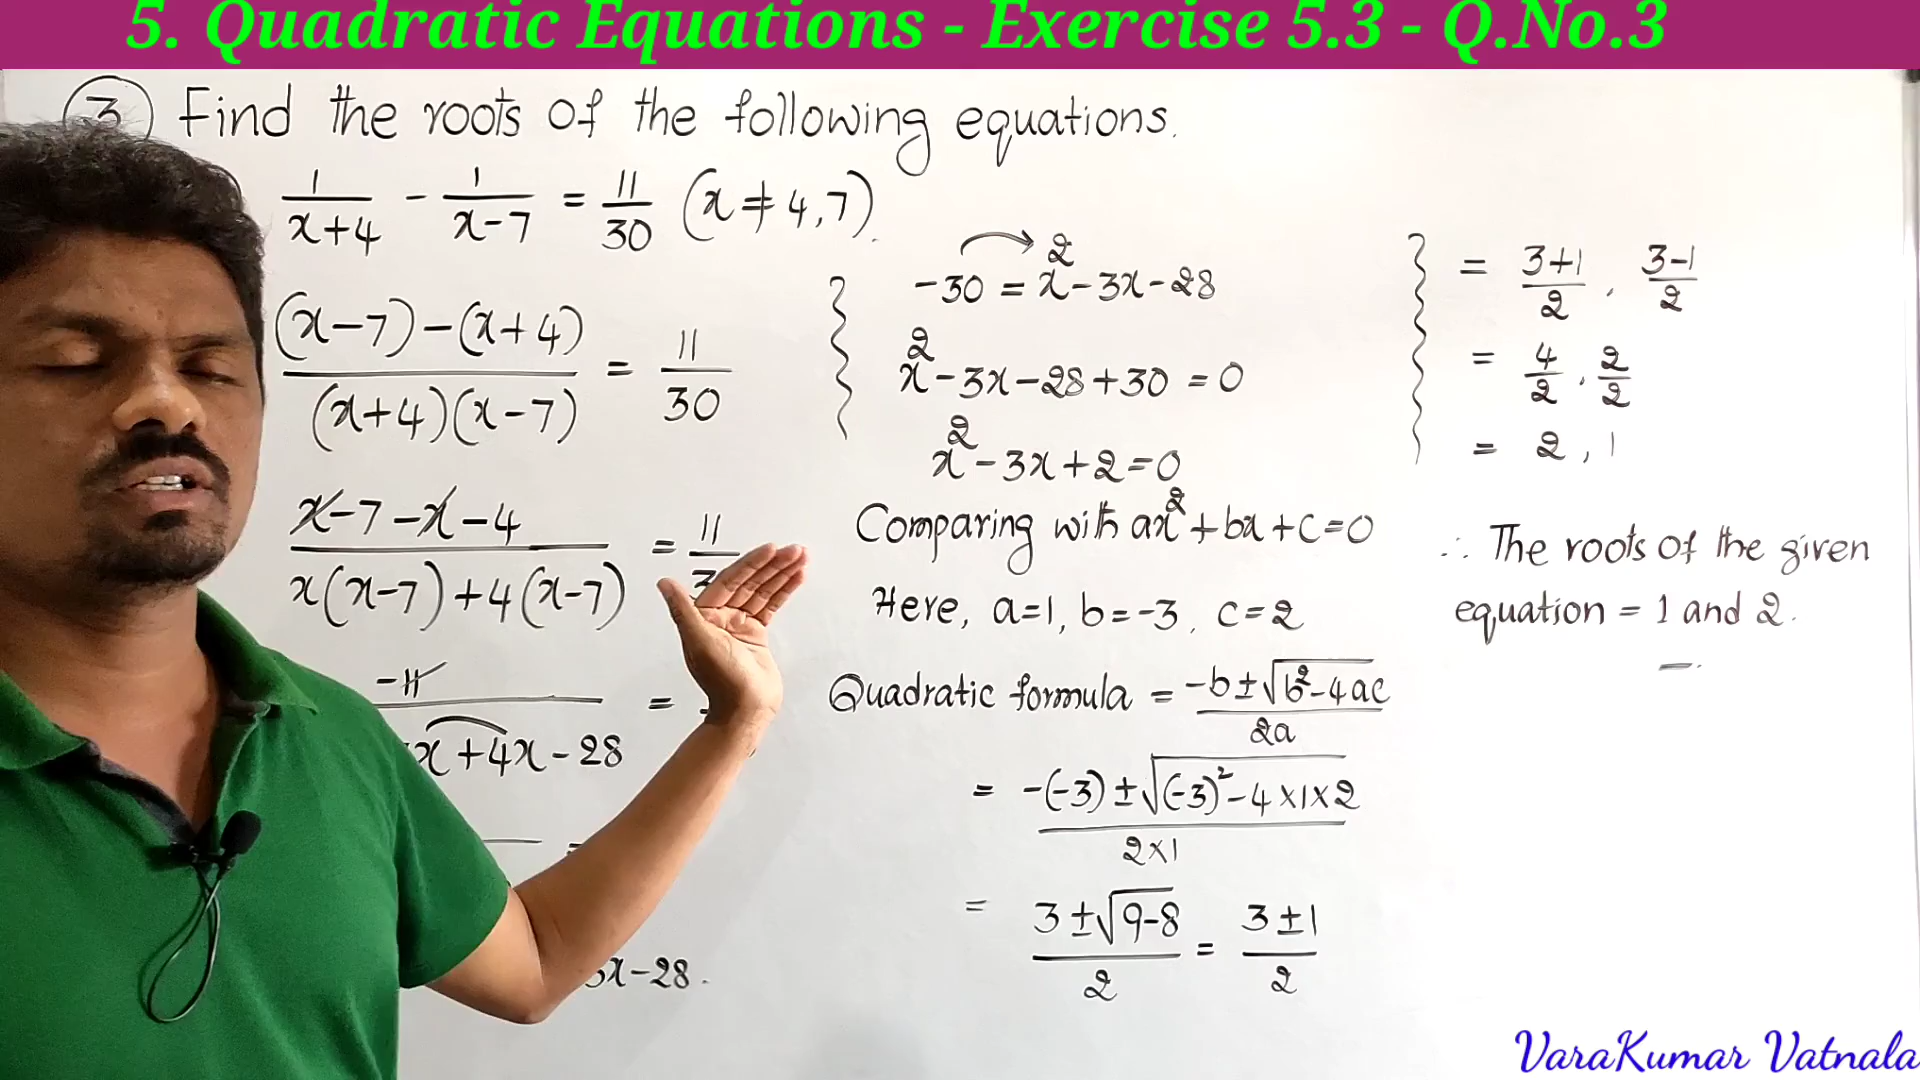 5. Quadratic Equations - Exercise 5.3 - Q.No.3
3 Find the roots of the following equations.
1/(x+4) - 1/(x-7) = 11/30 (x ≠ 4,7).
((x-7)-(x+4))/((x+4)(x-7)) = 11/30
(x-7-x-4)/(x(x-7)+4(x-7)) = 11/3
-11/(x+4x-28) =
=
3x-28.
-30 = x²-3x-28
x²-3x-28+30 = 0
x²-3x+2=0
Comparing with ax²+bx+c=0
Here, a=1, b=-3, c=2
Quadratic formula = (-b±√(b²-4ac))/2a
= (-(-3)±√((-3)²-4×1×2))/(2×1)
= (3±√(9-8))/2 = (3±1)/2
= (3+1)/2, (3-1)/2
= 4/2, 2/2
= 2, 1
∴ The roots of the given
equation = 1 and 2.
VaraKumar Vatnala